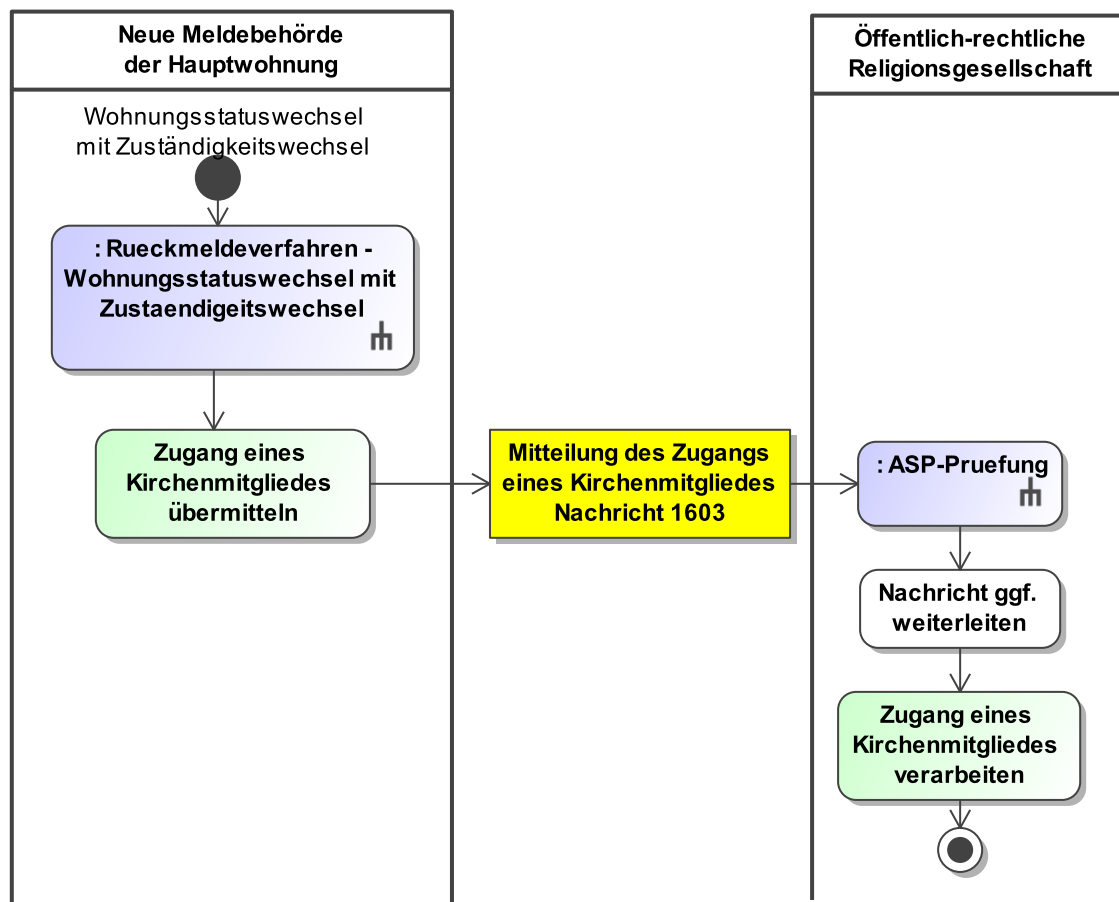 Neue Meldebehörde
der Hauptwohnung
Wohnungsstatuswechsel
mit Zuständigkeitswechsel
: Rueckmeldeverfahren -
Wohnungsstatuswechsel mit
Zustaendigeitswechsel
Zugang eines
Kirchenmitgliedes
übermitteln
Mitteilung des Zugangs
eines Kirchenmitgliedes
Nachricht 1603
Öffentlich-rechtliche
Religionsgesellschaft
: ASP-Pruefung
Nachricht ggf.
weiterleiten
Zugang eines
Kirchenmitgliedes
verarbeiten